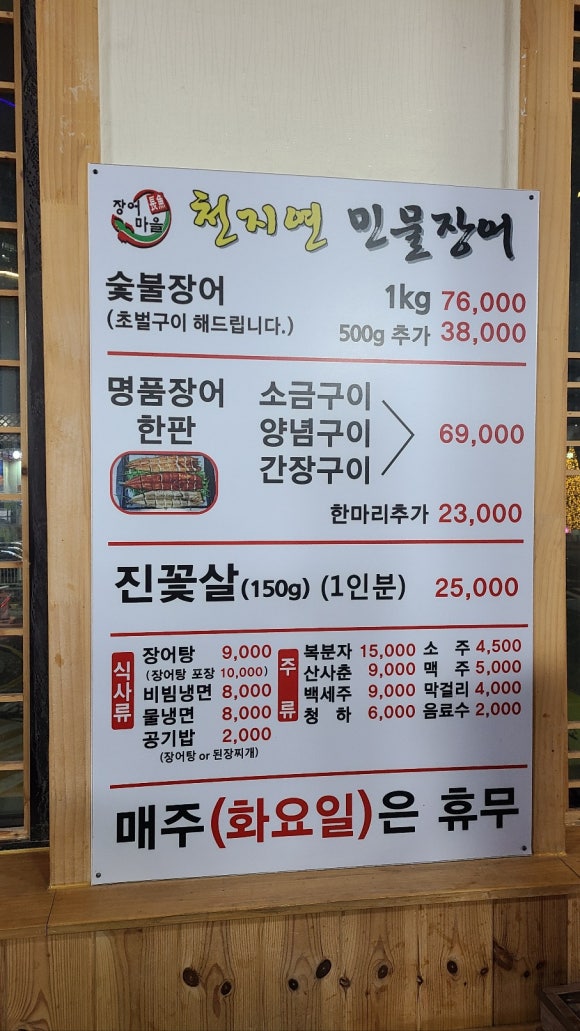 장어
마을
천지연 민물장어
숯불장어 1kg 76,000
(초벌구이 해드립니다.) 500g 추가 38,000
명품장어
한판
소금구이
양념구이 69,000
간장구이
한마리추가 23,000
진꽃살(150g) (1인분) 25,000
식사류
장어탕 9,000
(장어탕 포장 10,000)
비빔냉면 8,000
물냉면 8,000
공기밥 2,000
(장어탕 or 된장찌개)
주류
복분자 15,000 소 주 4,500
산사춘 9,000 맥 주 5,000
백세주 9,000 막걸리 4,000
청 하 6,000 음료수 2,000
매주(화요일)은 휴무